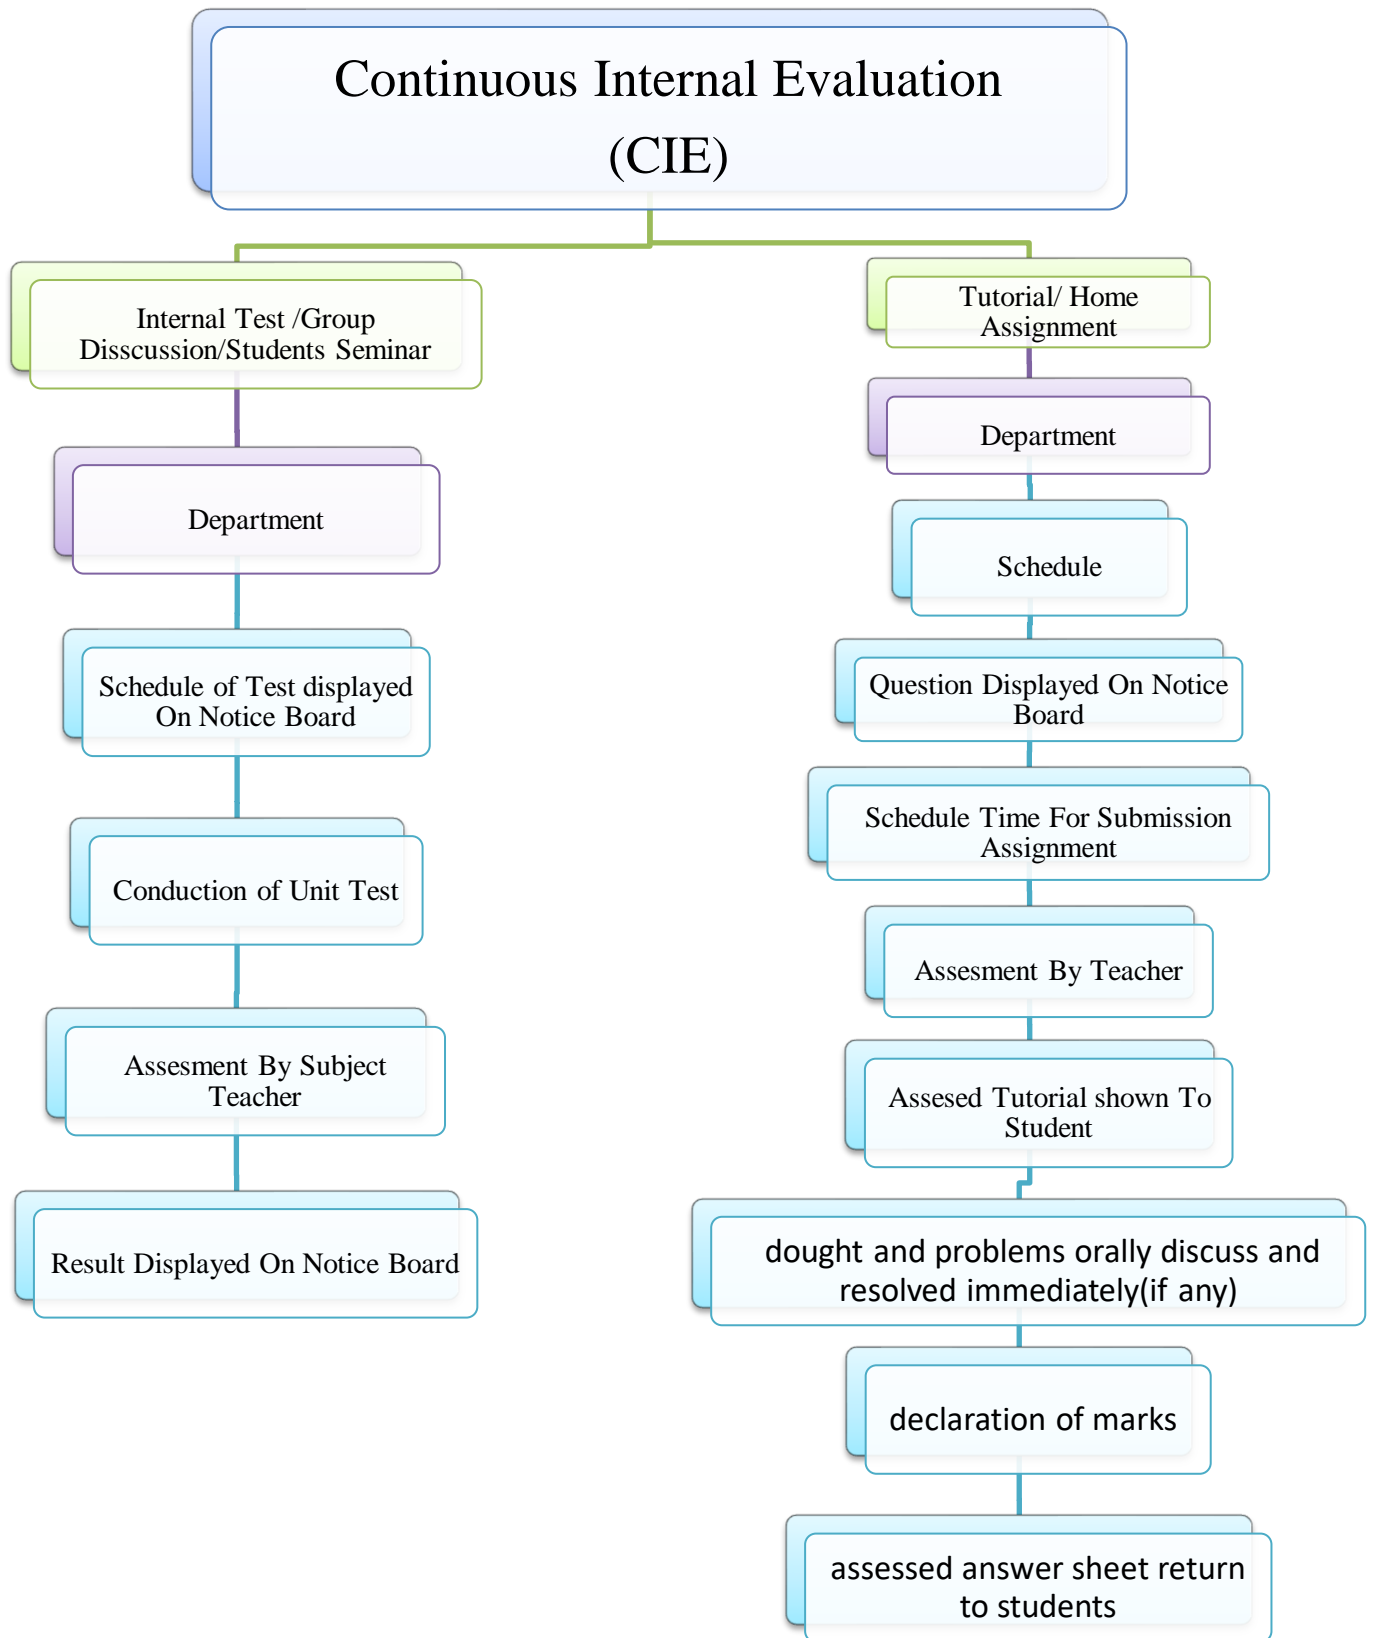 Continuous Internal Evaluation
(CIE)
Internal Test /Group
Disscussion/Students Seminar
Department
Schedule of Test displayed
On Notice Board
Conduction of Unit Test
Assesment By Subject
Teacher
Result Displayed On Notice Board
Tutorial/ Home
Assignment
Department
Schedule
Question Displayed On Notice
Board
Schedule Time For Submission
Assignment
Assesment By Teacher
Assesed Tutorial shown To
Student
dought and problems orally discuss and
resolved immediately(if any)
declaration of marks
assessed answer sheet return
to students